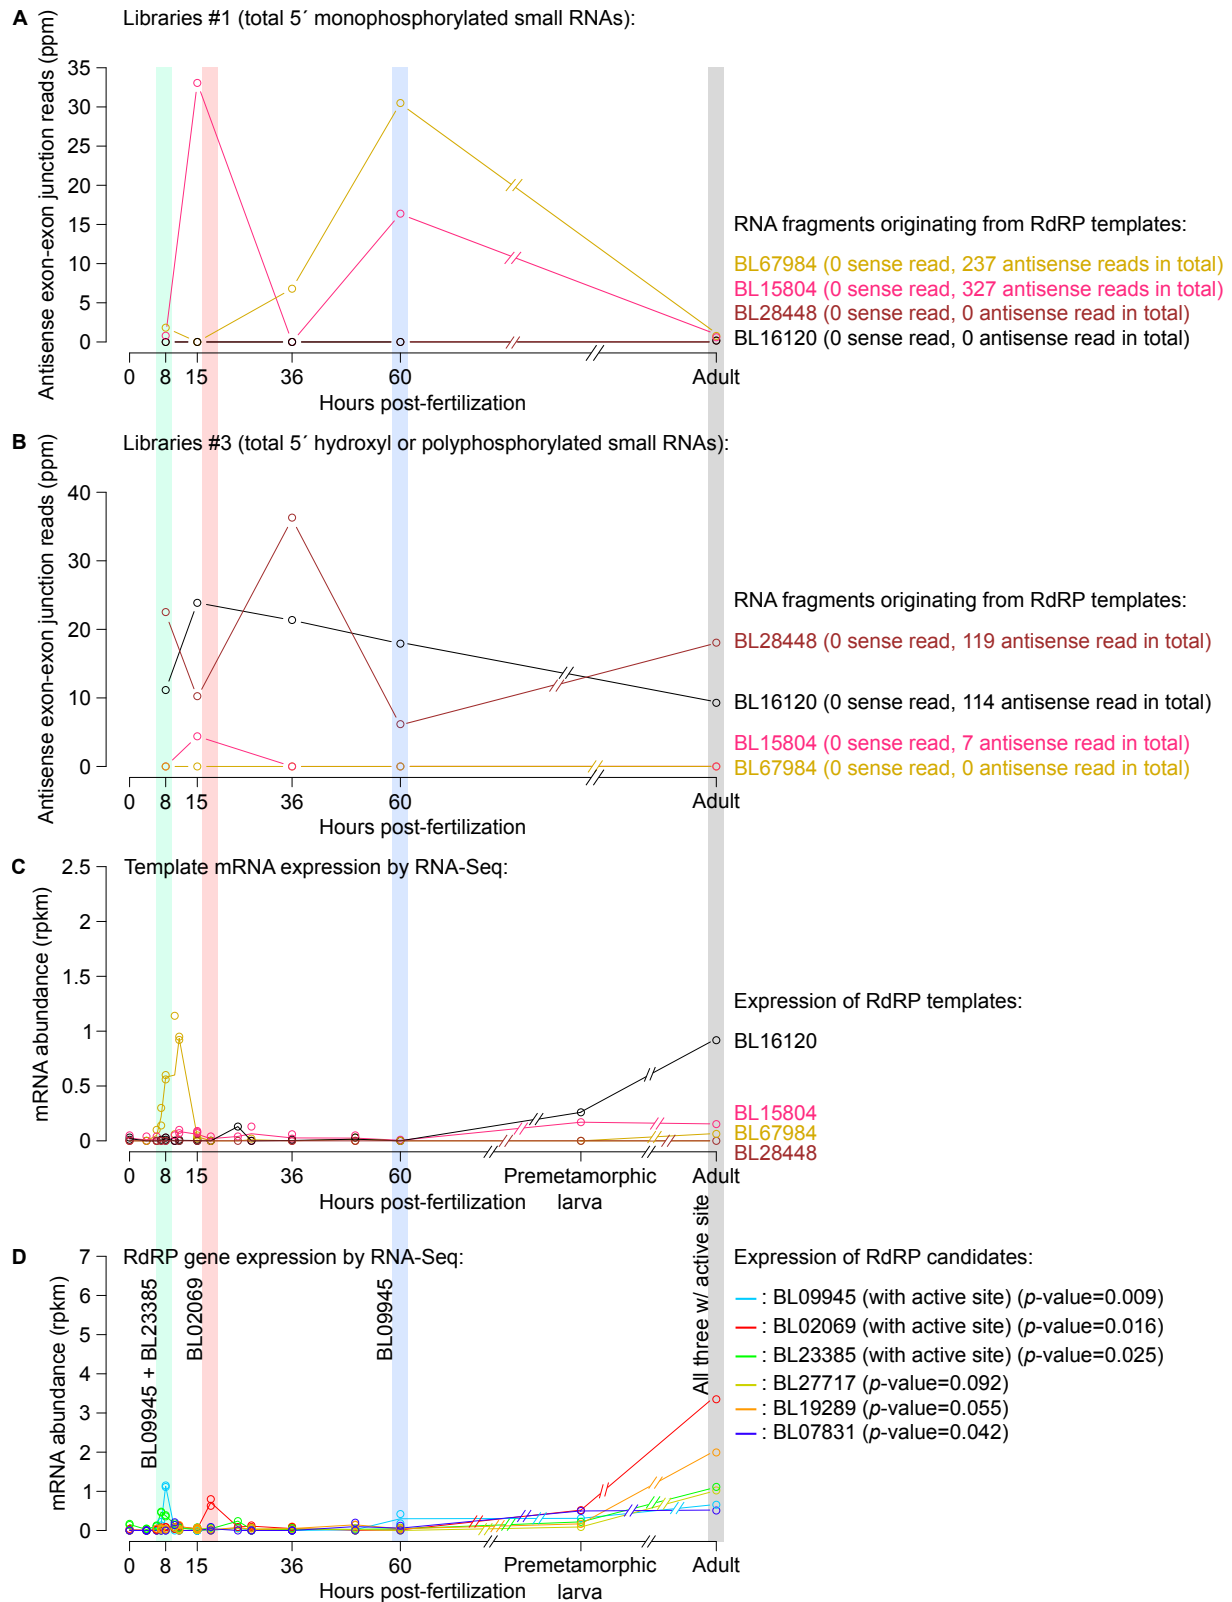 A
Libraries #1 (total 5´ monophosphorylated small RNAs):
Antisense exon-exon junction reads (ppm)
35
30
25
20
15
10
5
0
0 8 15 36 60 Adult
Hours post-fertilization
RNA fragments originating from RdRP templates:
BL67984 (0 sense read, 237 antisense reads in total)
BL15804 (0 sense read, 327 antisense reads in total)
BL28448 (0 sense read, 0 antisense read in total)
BL16120 (0 sense read, 0 antisense read in total)
B
Libraries #3 (total 5´ hydroxyl or polyphosphorylated small RNAs):
Antisense exon-exon junction reads (ppm)
40
30
20
10
0
0 8 15 36 60 Adult
Hours post-fertilization
RNA fragments originating from RdRP templates:
BL28448 (0 sense read, 119 antisense read in total)
BL16120 (0 sense read, 114 antisense read in total)
BL15804 (0 sense read, 7 antisense read in total)
BL67984 (0 sense read, 0 antisense read in total)
C
Template mRNA expression by RNA-Seq:
mRNA abundance (rpkm)
2.5
2
1.5
1
0.5
0
0 8 15 36 60 Premetamorphic Adult
larva
Hours post-fertilization
Expression of RdRP templates:
BL16120
BL15804
BL67984
BL28448
D
RdRP gene expression by RNA-Seq:
mRNA abundance (rpkm)
7
6
5
4
3
2
1
0
BL09945 + BL23385
BL02069
BL09945
All three w/ active site
0 8 15 36 60 Premetamorphic Adult
larva
Hours post-fertilization
Expression of RdRP candidates:
: BL09945 (with active site) (p-value=0.009)
: BL02069 (with active site) (p-value=0.016)
: BL23385 (with active site) (p-value=0.025)
: BL27717 (p-value=0.092)
: BL19289 (p-value=0.055)
: BL07831 (p-value=0.042)